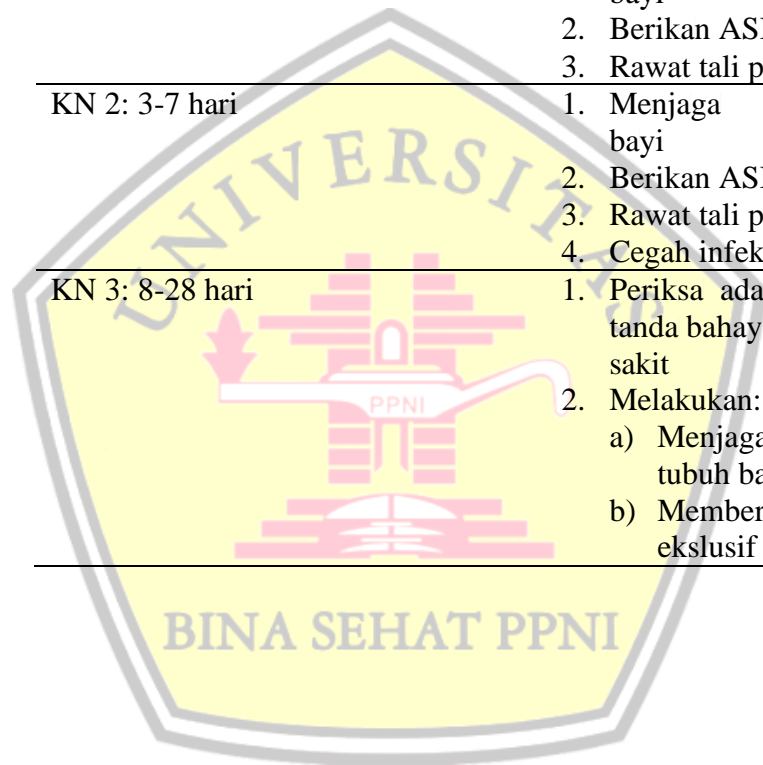 bayi
2. Berikan ASI
3. Rawat tali p
KN 2: 3-7 hari 1. Menjaga
bayi
2. Berikan ASI
3. Rawat tali p
4. Cegah infek
KN 3: 8-28 hari 1. Periksa ada
tanda bahay
sakit
2. Melakukan:
a) Menjaga
tubuh ba
b) Member
ekslusif
UNIVERSITAS
PPNI
BINA SEHAT PPNI